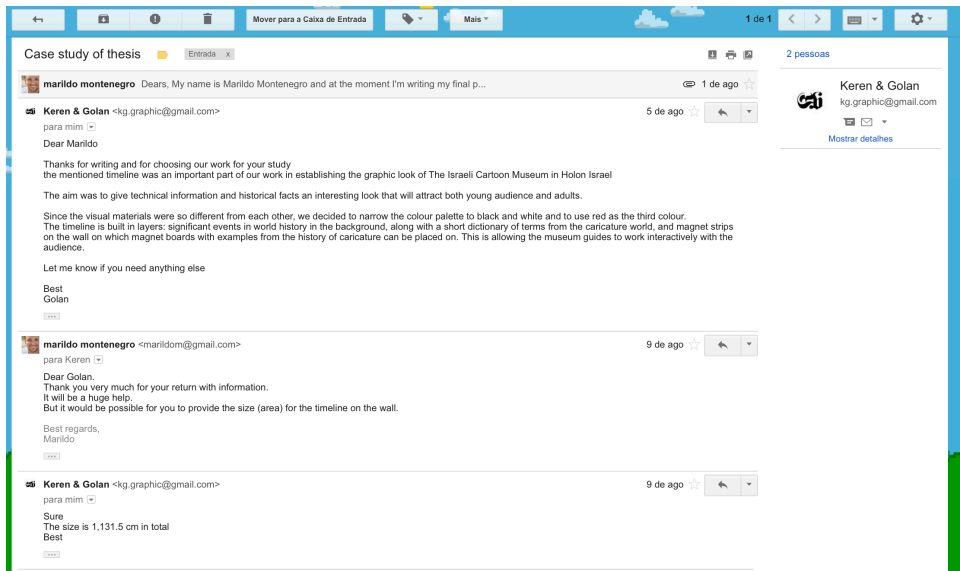 Mover para a Caixa de Entrada
Mais
1 de 1
Case study of thesis
Entrada x
2 pessoas
marildo montenegro Dears, My name is Marildo Montenegro and at the moment I'm writing my final p...
1 de ago
Keren & Golan
kg.graphic@gmail.com
Mostrar detalhes
Keren & Golan <kg.graphic@gmail.com>
5 de ago
para mim
Dear Marildo
Thanks for writing and for choosing our work for your study
the mentioned timeline was an important part of our work in establishing the graphic look of The Israeli Cartoon Museum in Holon Israel
The aim was to give technical information and historical facts an interesting look that will attract both young audience and adults.
Since the visual materials were so different from each other, we decided to narrow the colour palette to black and white and to use red as the third colour.
The timeline is built in layers: significant events in world history in the background, along with a short dictionary of terms from the caricature world, and magnet strips
on the wall on which magnet boards with examples from the history of caricature can be placed on. This is allowing the museum guides to work interactively with the
audience.
Let me know if you need anything else
Best
Golan
marildo montenegro <marildom@gmail.com>
9 de ago
para Keren
Dear Golan.
Thank you very much for your return with information.
It will be a huge help.
But it would be possible for you to provide the size (area) for the timeline on the wall.
Best regards,
Marildo
Keren & Golan <kg.graphic@gmail.com>
9 de ago
para mim
Sure
The size is 1,131.5 cm in total
Best